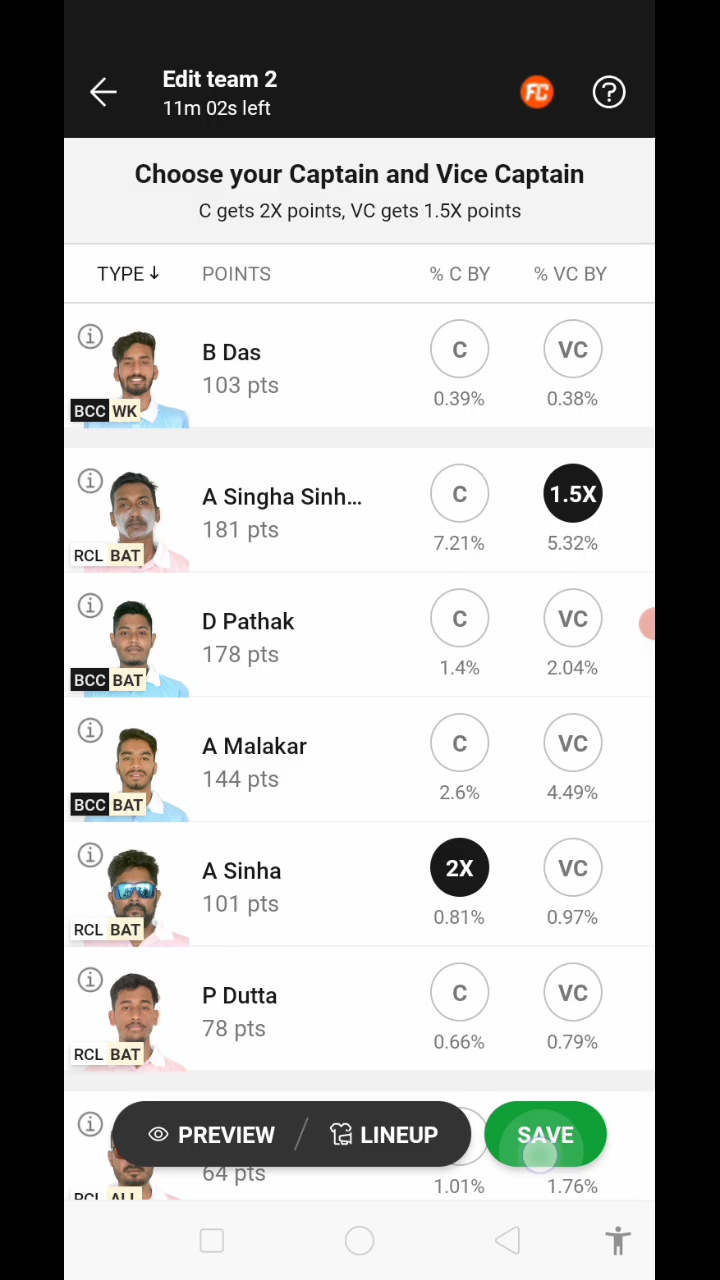 Edit team 2
11m 02s left
FC
?
Choose your Captain and Vice Captain
C gets 2X points, VC gets 1.5X points
TYPE ↓ POINTS % C BY % VC BY
B Das
103 pts
C VC
0.39% 0.38%
BCC WK
A Singha Sinh...
181 pts
C 1.5X
7.21% 5.32%
RCL BAT
D Pathak
178 pts
C VC
1.4% 2.04%
BCC BAT
A Malakar
144 pts
C VC
2.6% 4.49%
BCC BAT
A Sinha
101 pts
2X VC
0.81% 0.97%
RCL BAT
P Dutta
78 pts
C VC
0.66% 0.79%
RCL BAT
PREVIEW / LINEUP SAVE
64 pts
1.01% 1.76%
RCL ALL